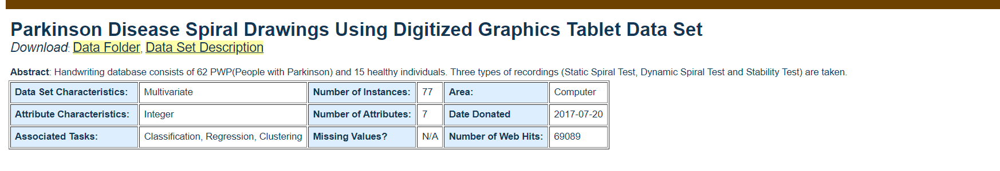 Parkinson Disease Spiral Drawings Using Digitized Graphics Tablet Data Set
Download: Data Folder, Data Set Description
Abstract: Handwriting database consists of 62 PWP(People with Parkinson) and 15 healthy individuals. Three types of recordings (Static Spiral Test, Dynamic Spiral Test and Stability Test) are taken.
Data Set Characteristics: Multivariate Number of Instances: 77 Area: Computer
Attribute Characteristics: Integer Number of Attributes: 7 Date Donated 2017-07-20
Associated Tasks: Classification, Regression, Clustering Missing Values? N/A Number of Web Hits: 69089